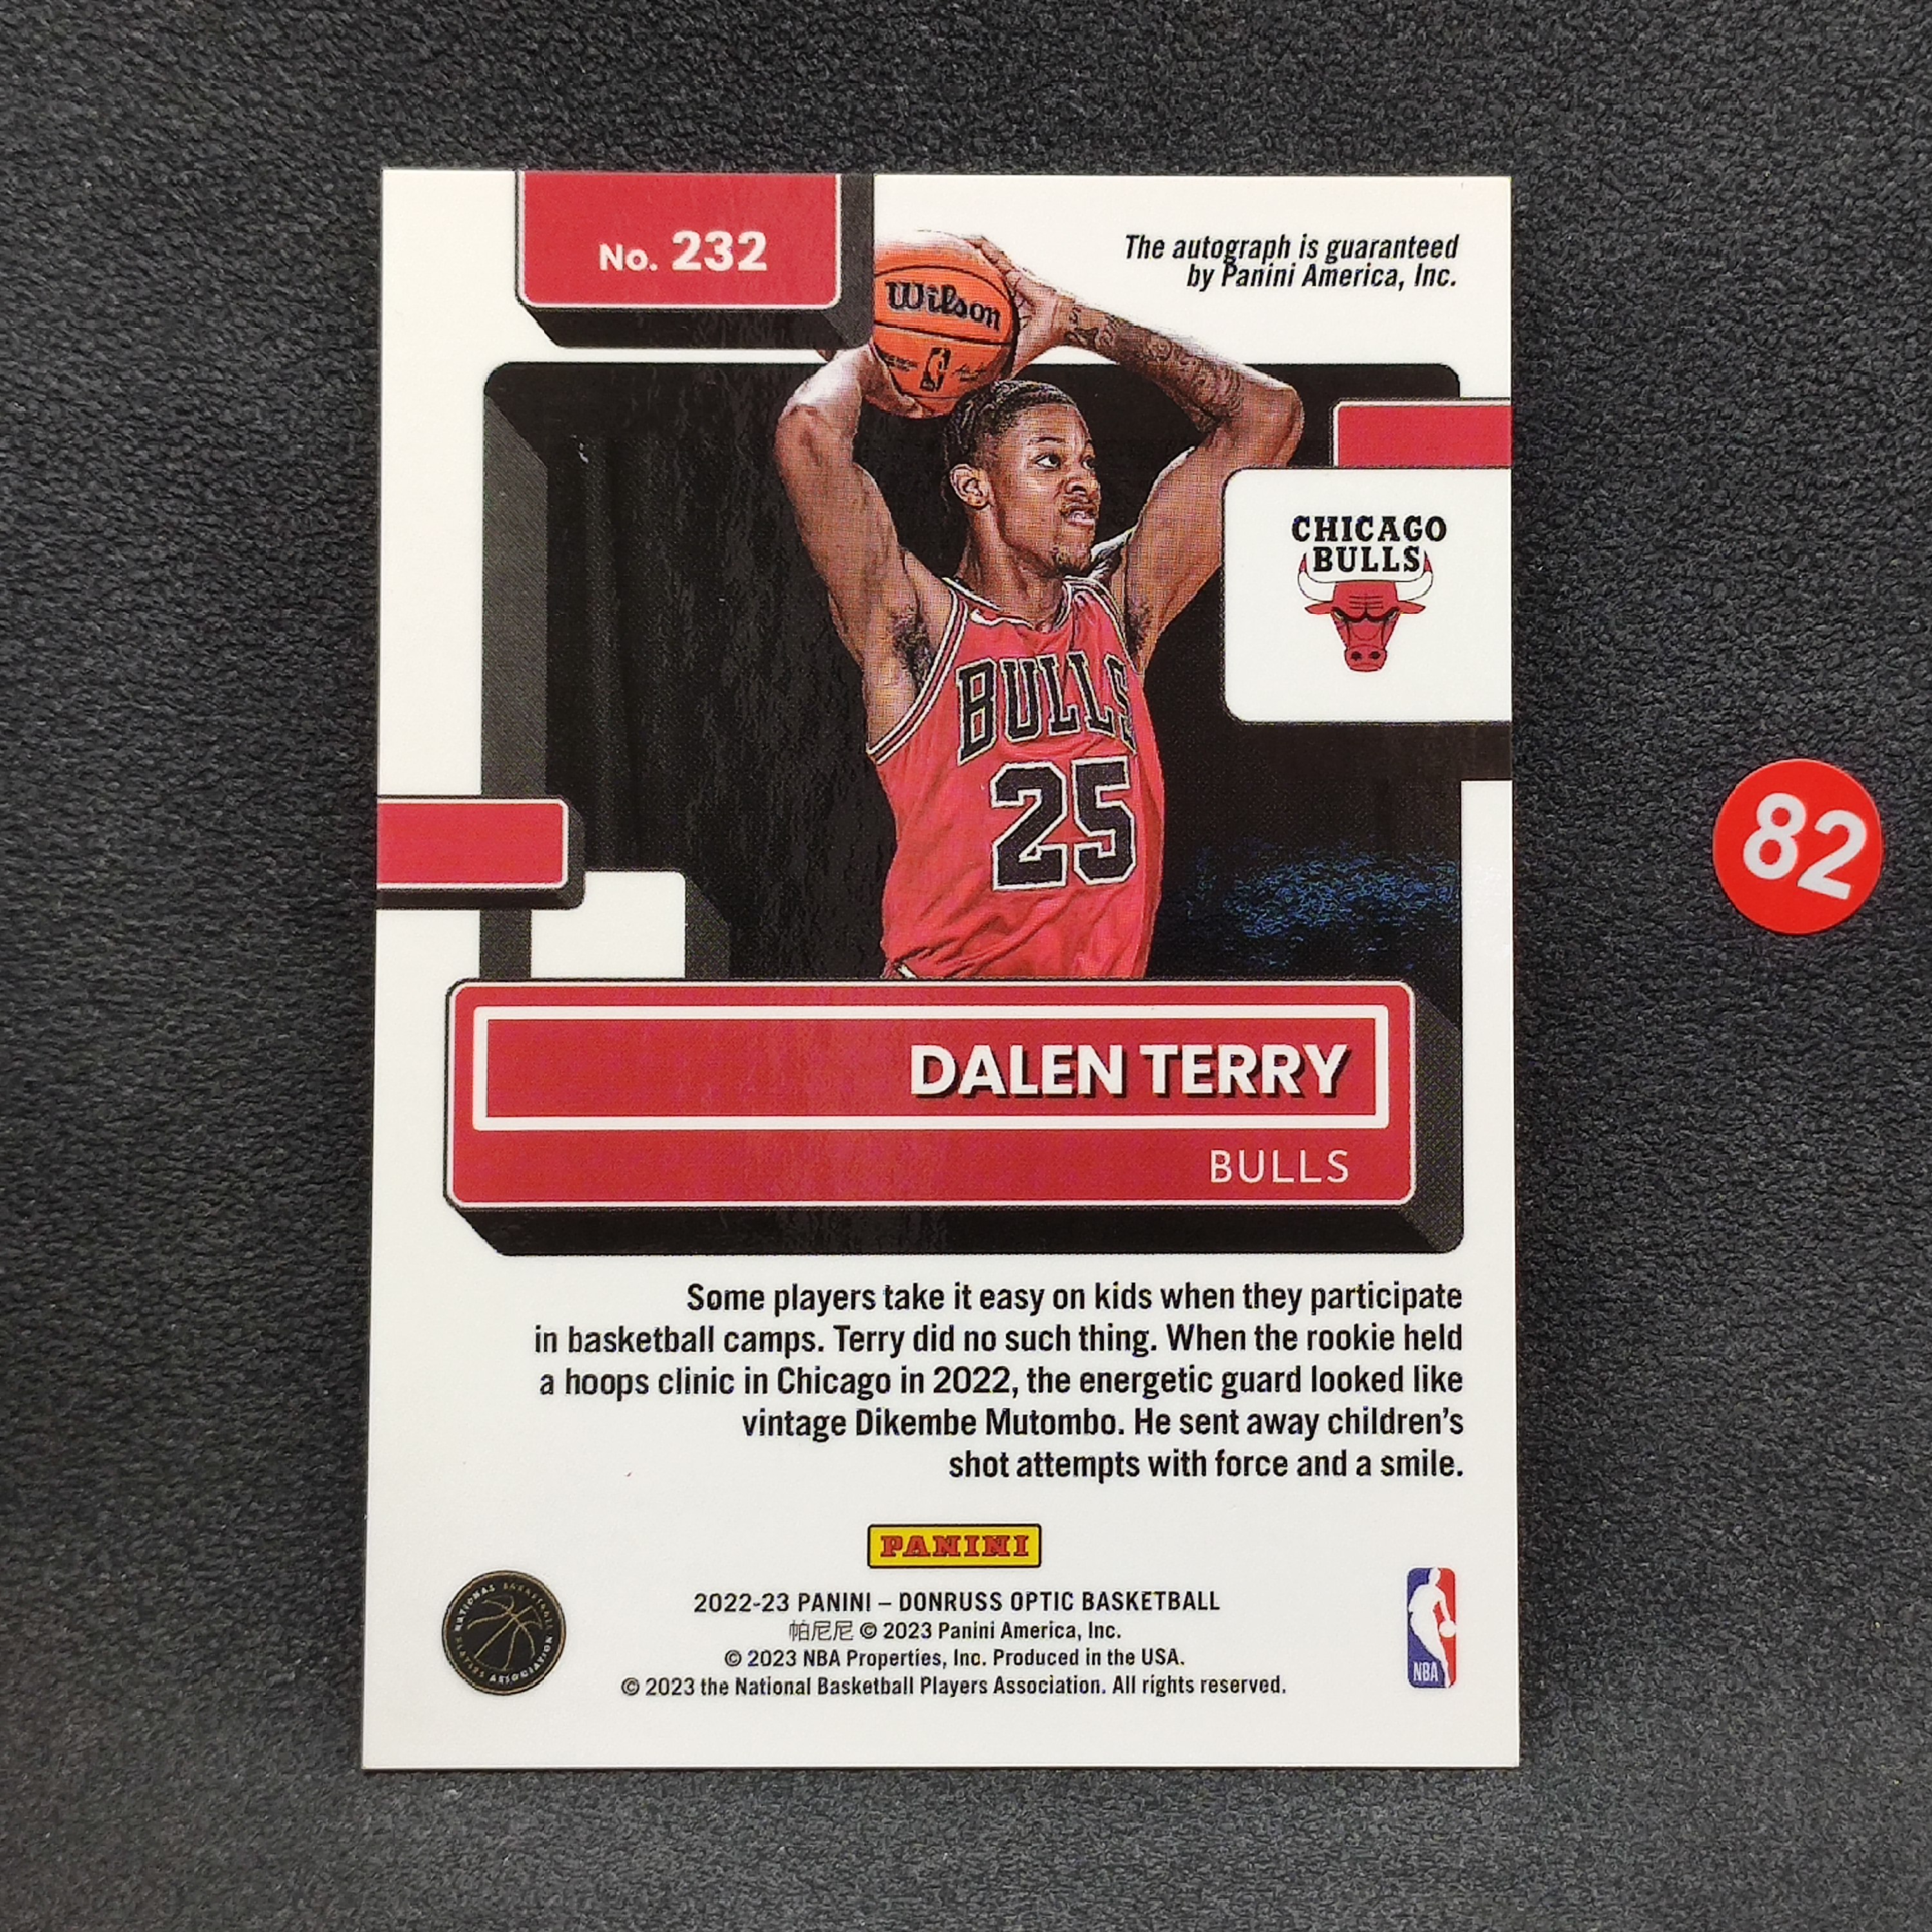 No. 232
The autograph is guaranteed
by Panini America, Inc.
Wilson
CHICAGO
BULLS
BULLS
25
82
DALEN TERRY
BULLS
Some players take it easy on kids when they participate
in basketball camps. Terry did no such thing. When the rookie held
a hoops clinic in Chicago in 2022, the energetic guard looked like
vintage Dikembe Mutombo. He sent away children's
shot attempts with force and a smile.
PANINI
2022-23 PANINI – DONRUSS OPTIC BASKETBALL
帕尼尼 © 2023 Panini America, Inc.
© 2023 NBA Properties, Inc. Produced in the USA.
© 2023 the National Basketball Players Association. All rights reserved.
NATIONAL BASKETBALL PLAYERS ASSOCIATION
NBA